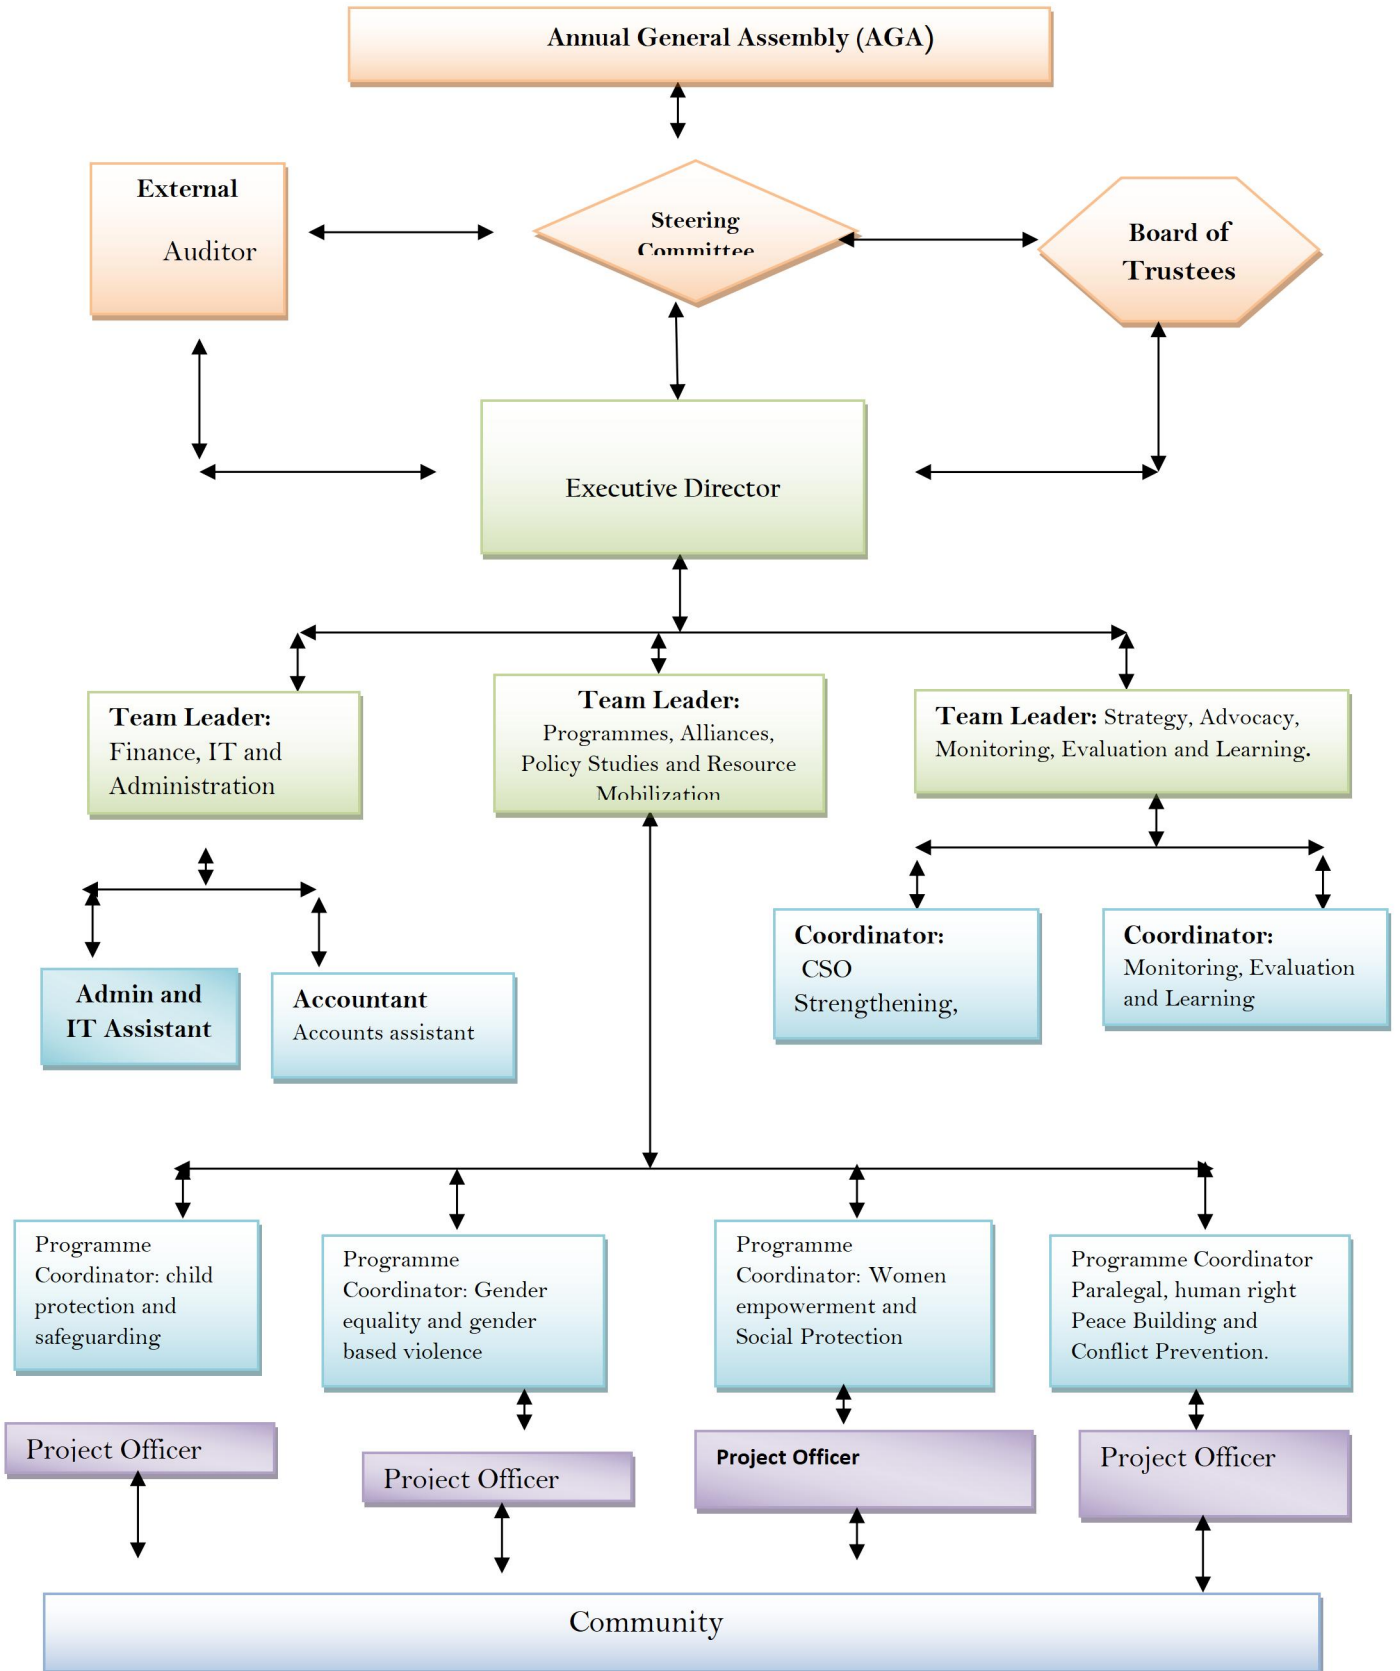 Annual General Assembly (AGA)
External
Auditor
Steering
Committee
Board of
Trustees
Executive Director
Team Leader:
Finance, IT and
Administration
Team Leader:
Programmes, Alliances,
Policy Studies and Resource
Mobilization
Team Leader: Strategy, Advocacy,
Monitoring, Evaluation and Learning.
Admin and
IT Assistant
Accountant
Accounts assistant
Coordinator:
CSO
Strengthening,
Coordinator:
Monitoring, Evaluation
and Learning
Programme
Coordinator: child
protection and
safeguarding
Programme
Coordinator: Gender
equality and gender
based violence
Programme
Coordinator: Women
empowerment and
Social Protection
Programme Coordinator
Paralegal, human right
Peace Building and
Conflict Prevention.
Project Officer
Project Officer
Project Officer
Project Officer
Community